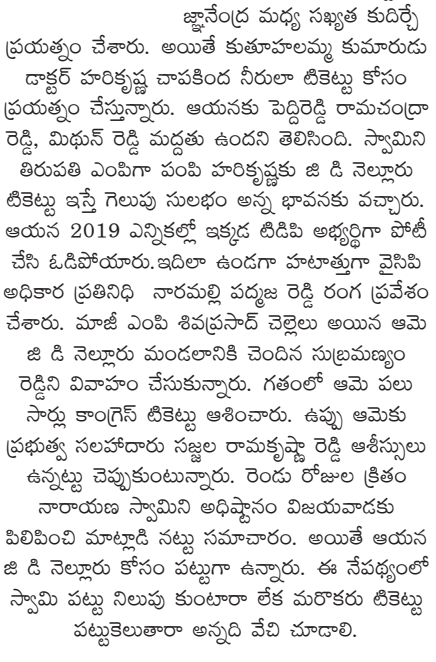 జ్ఞానేంద్ర మధ్య సఖ్యత కుదిర్చే
ప్రయత్నం చేశారు. అయితే కుతూహలమ్మ కుమారుడు
డాక్టర్ హరికృష్ణ చాపకింద నీరులా టికెట్టు కోసం
ప్రయత్నం చేస్తున్నారు. ఆయనకు పెద్దిరెడ్డి రామచంద్రా
రెడ్డి, మిథున్ రెడ్డి మద్దతు ఉందని తెలిసింది. స్వామిని
తిరుపతి ఎంపిగా పంపి హరికృష్ణకు జి డి నెల్లూరు
టికెట్టు ఇస్తే గెలుపు సులభం అన్న భావనకు వచ్చారు.
ఆయన 2019 ఎన్నికల్లో ఇక్కడ టిడిపి అభ్యర్థిగా పోటీ
చేసి ఓడిపోయారు.ఇదిలా ఉండగా హటాత్తుగా వైసిపి
అధికార ప్రతినిధి నారమల్లి పద్మజ రెడ్డి రంగ ప్రవేశం
చేశారు. మాజీ ఎంపి శివప్రసాద్ చెల్లెలు అయిన ఆమె
జి డి నెల్లూరు మండలానికి చెందిన సుబ్రమణ్యం
రెడ్డిని వివాహం చేసుకున్నారు. గతంలో ఆమె పలు
సార్లు కాంగ్రెస్ టికెట్టు ఆశించారు. ఉప్పు ఆమెకు
ప్రభుత్వ సలహాదారు సజ్జల రామకృష్ణా రెడ్డి ఆశీస్సులు
ఉన్నట్టు చెప్పుకుంటున్నారు. రెండు రోజుల క్రితం
నారాయణ స్వామిని అధిష్టానం విజయవాడకు
పిలిపించి మాట్లాడి నట్టు సమాచారం. అయితే ఆయన
జి డి నెల్లూరు కోసం పట్టుగా ఉన్నారు. ఈ నేపథ్యంలో
స్వామి పట్టు నిలుపు కుంటారా లేక మరొకరు టికెట్టు
పట్టుకెలుతారా అన్నది వేచి చూడాలి.